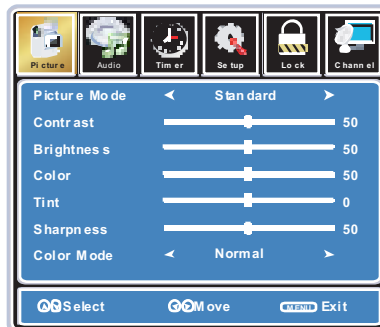 Picture Audio Timer Setup Lock Channel
Picture Mode Standard
Contrast 50
Brightness 50
Color 50
Tint 0
Sharpness 50
Color Mode Normal
Select Move MENU Exit